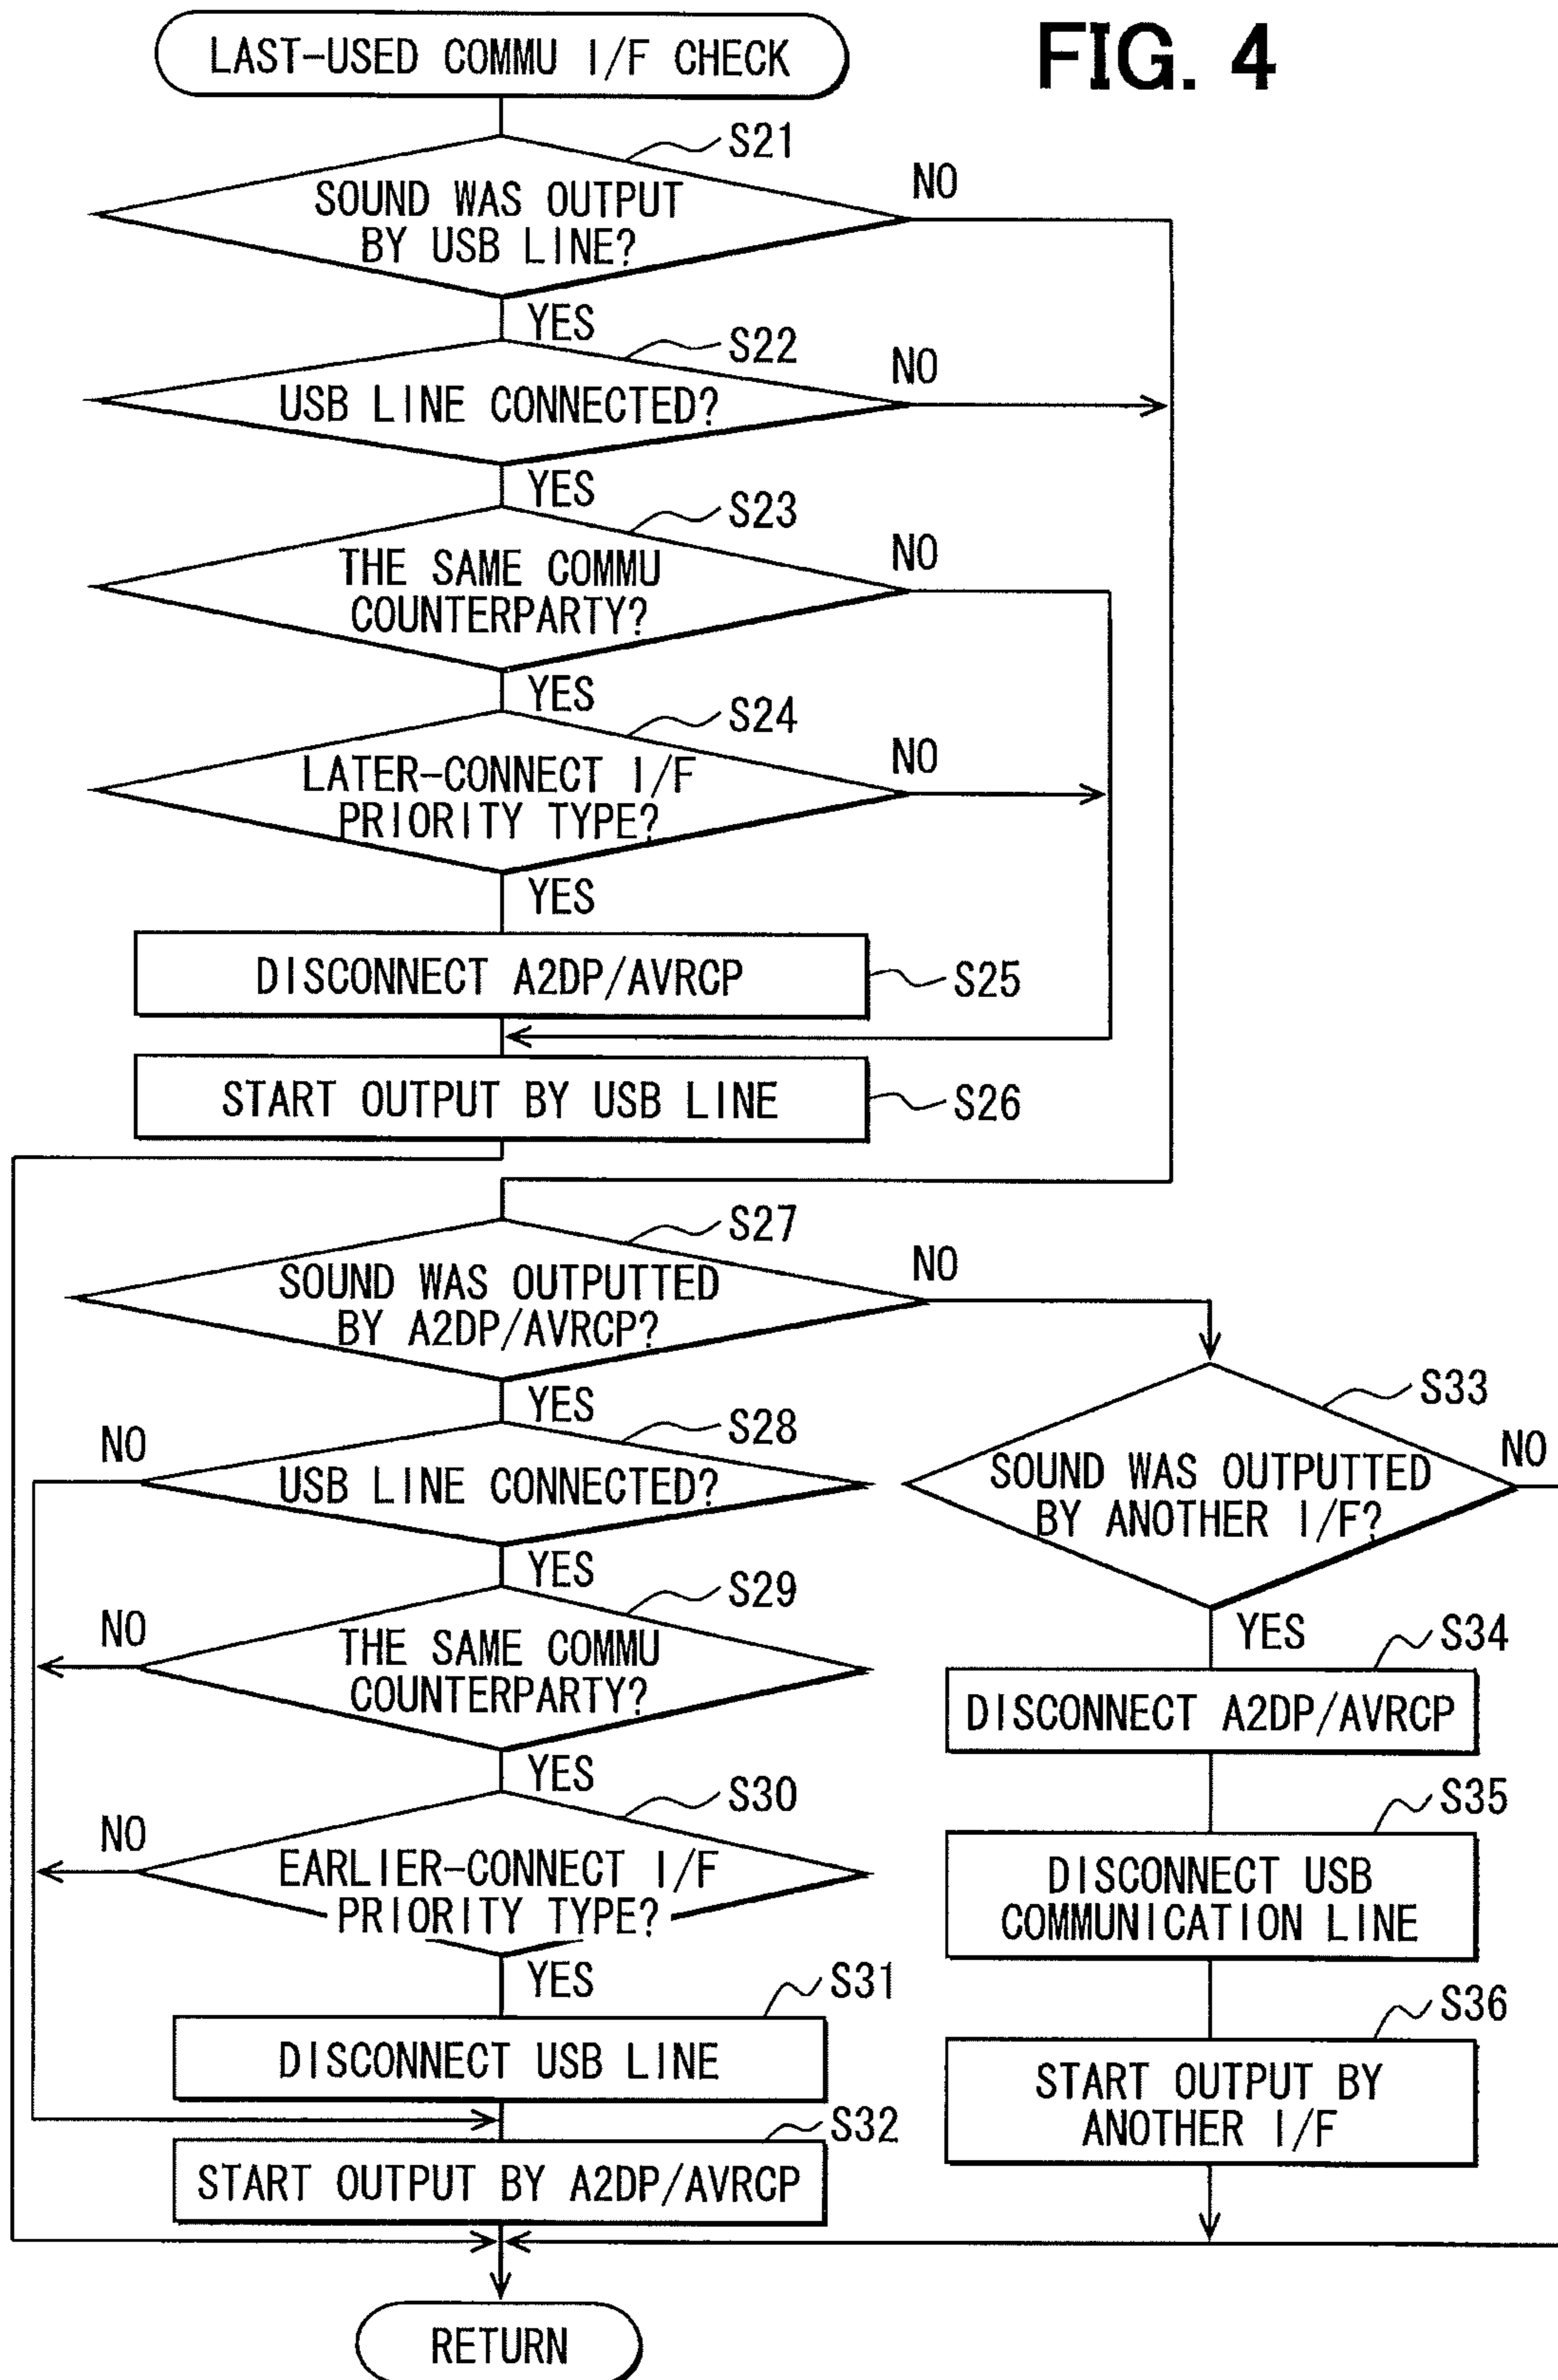 FIG. 4
LAST-USED COMMU I/F CHECK
S21
SOUND WAS OUTPUT
BY USB LINE?
NO
YES
S22
USB LINE CONNECTED?
NO
YES
S23
THE SAME COMMU
COUNTERPARTY?
NO
YES
S24
LATER-CONNECT I/F
PRIORITY TYPE?
NO
YES
DISCONNECT A2DP/AVRCP
S25
START OUTPUT BY USB LINE
S26
S27
SOUND WAS OUTPUTTED
BY A2DP/AVRCP?
NO
YES
S28
USB LINE CONNECTED?
NO
YES
S29
THE SAME COMMU
COUNTERPARTY?
NO
YES
S30
EARLIER-CONNECT I/F
PRIORITY TYPE?
NO
YES
S31
DISCONNECT USB LINE
S32
START OUTPUT BY A2DP/AVRCP
S33
SOUND WAS OUTPUTTED
BY ANOTHER I/F?
NO
YES
S34
DISCONNECT A2DP/AVRCP
S35
DISCONNECT USB
COMMUNICATION LINE
S36
START OUTPUT BY
ANOTHER I/F
RETURN